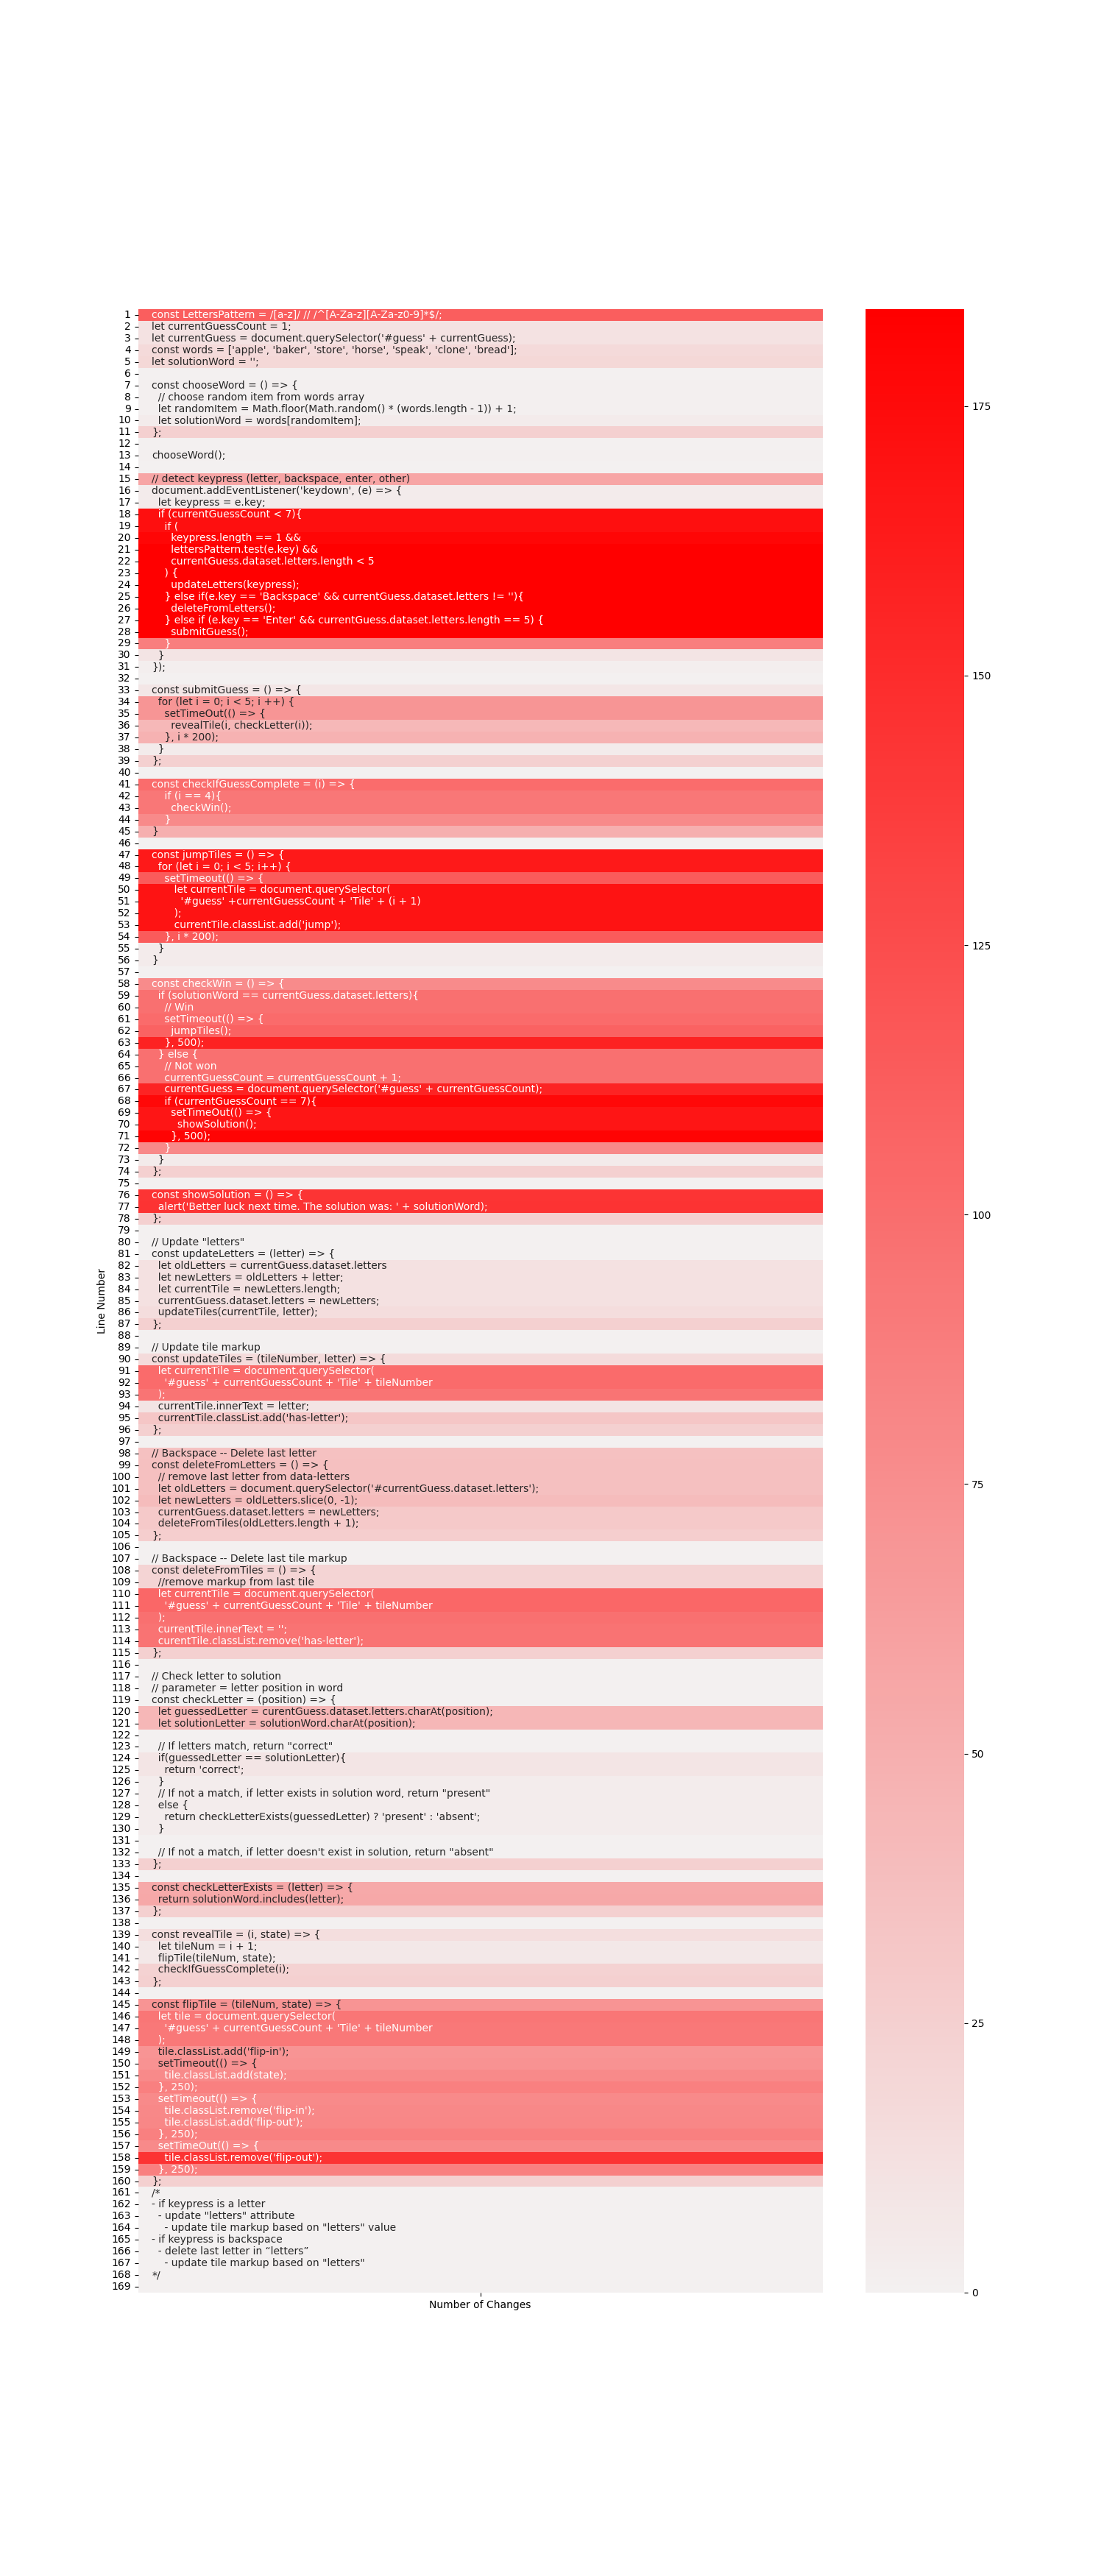 1 const LettersPattern = /[a-z]/ // /^[A-Za-z][A-Za-z0-9]*$/;
2 let currentGuessCount = 1;
3 let currentGuess = document.querySelector('#guess' + currentGuess);
4 const words = ['apple', 'baker', 'store', 'horse', 'speak', 'clone', 'bread'];
5 let solutionWord = '';
6
7 const chooseWord = () => {
8 // choose random item from words array
9 let randomItem = Math.floor(Math.random() * (words.length - 1)) + 1;
10 let solutionWord = words[randomItem];
11 };
12
13 chooseWord();
14
15 // detect keypress (letter, backspace, enter, other)
16 document.addEventListener('keydown', (e) => {
17 let keypress = e.key;
18 if (currentGuessCount < 7){
19 if (
20 keypress.length == 1 &&
21 lettersPattern.test(e.key) &&
22 currentGuess.dataset.letters.length < 5
23 ) {
24 updateLetters(keypress);
25 } else if(e.key == 'Backspace' && currentGuess.dataset.letters != ''){
26 deleteFromLetters();
27 } else if (e.key == 'Enter' && currentGuess.dataset.letters.length == 5) {
28 submitGuess();
29 }
30 }
31 });
32
33 const submitGuess = () => {
34 for (let i = 0; i < 5; i ++) {
35 setTimeOut(() => {
36 revealTile(i, checkLetter(i));
37 }, i * 200);
38 }
39 };
40
41 const checkIfGuessComplete = (i) => {
42 if (i == 4){
43 checkWin();
44 }
45 }
46
47 const jumpTiles = () => {
48 for (let i = 0; i < 5; i++) {
49 setTimeout(() => {
50 let currentTile = document.querySelector(
51 '#guess' +currentGuessCount + 'Tile' + (i + 1)
52 );
53 currentTile.classList.add('jump');
54 }, i * 200);
55 }
56 }
57
58 const checkWin = () => {
59 if (solutionWord == currentGuess.dataset.letters){
60 // Win
61 setTimeout(() => {
62 jumpTiles();
63 }, 500);
64 } else {
65 // Not won
66 currentGuessCount = currentGuessCount + 1;
67 currentGuess = document.querySelector('#guess' + currentGuessCount);
68 if (currentGuessCount == 7){
69 setTimeOut(() => {
70 showSolution();
71 }, 500);
72 }
73 }
74 };
75
76 const showSolution = () => {
77 alert('Better luck next time. The solution was: ' + solutionWord);
78 };
79
80 // Update "letters"
81 const updateLetters = (letter) => {
82 let oldLetters = currentGuess.dataset.letters
83 let newLetters = oldLetters + letter;
84 let currentTile = newLetters.length;
85 currentGuess.dataset.letters = newLetters;
86 updateTiles(currentTile, letter);
87 };
88
89 // Update tile markup
90 const updateTiles = (tileNumber, letter) => {
91 let currentTile = document.querySelector(
92 '#guess' + currentGuessCount + 'Tile' + tileNumber
93 );
94 currentTile.innerText = letter;
95 currentTile.classList.add('has-letter');
96 };
97
98 // Backspace -- Delete last letter
99 const deleteFromLetters = () => {
100 // remove last letter from data-letters
101 let oldLetters = document.querySelector('#currentGuess.dataset.letters');
102 let newLetters = oldLetters.slice(0, -1);
103 currentGuess.dataset.letters = newLetters;
104 deleteFromTiles(oldLetters.length + 1);
105 };
106
107 // Backspace -- Delete last tile markup
108 const deleteFromTiles = () => {
109 //remove markup from last tile
110 let currentTile = document.querySelector(
111 '#guess' + currentGuessCount + 'Tile' + tileNumber
112 );
113 currentTile.innerText = '';
114 curentTile.classList.remove('has-letter');
115 };
116
117 // Check letter to solution
118 // parameter = letter position in word
119 const checkLetter = (position) => {
120 let guessedLetter = curentGuess.dataset.letters.charAt(position);
121 let solutionLetter = solutionWord.charAt(position);
122
123 // If letters match, return "correct"
124 if(guessedLetter == solutionLetter){
125 return 'correct';
126 }
127 // If not a match, if letter exists in solution word, return "present"
128 else {
129 return checkLetterExists(guessedLetter) ? 'present' : 'absent';
130 }
131
132 // If not a match, if letter doesn't exist in solution, return "absent"
133 };
134
135 const checkLetterExists = (letter) => {
136 return solutionWord.includes(letter);
137 };
138
139 const revealTile = (i, state) => {
140 let tileNum = i + 1;
141 flipTile(tileNum, state);
142 checkIfGuessComplete(i);
143 };
144
145 const flipTile = (tileNum, state) => {
146 let tile = document.querySelector(
147 '#guess' + currentGuessCount + 'Tile' + tileNumber
148 );
149 tile.classList.add('flip-in');
150 setTimeout(() => {
151 tile.classList.add(state);
152 }, 250);
153 setTimeout(() => {
154 tile.classList.remove('flip-in');
155 tile.classList.add('flip-out');
156 }, 250);
157 setTimeOut(() => {
158 tile.classList.remove('flip-out');
159 }, 250);
160 };
161 /*
162 - if keypress is a letter
163 - update "letters" attribute
164 - update tile markup based on "letters" value
165 - if keypress is backspace
166 - delete last letter in “letters”
167 - update tile markup based on "letters"
168 */
169
Line Number
Number of Changes
175
150
125
100
75
50
25
0